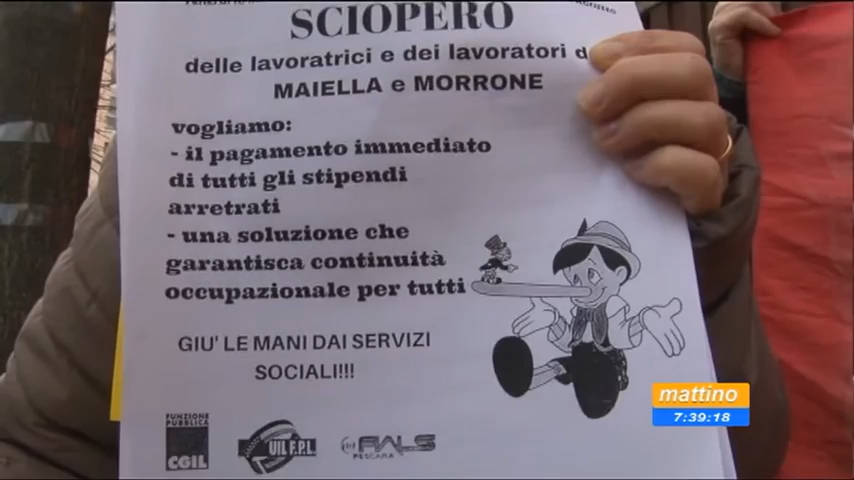 SCIOPERO
delle lavoratrici e dei lavoratori d
MAIELLA e MORRONE
vogliamo:
- il pagamento immediato
di tutti gli stipendi
arretrati
- una soluzione che
garantisca continuità
occupazionale per tutti
GIU' LE MANI DAI SERVIZI
SOCIALI!!!
FUNZIONE
PUBBLICA
CGIL
UIL F.P.L.
FIALS
PESCARA
mattino
7:39:18